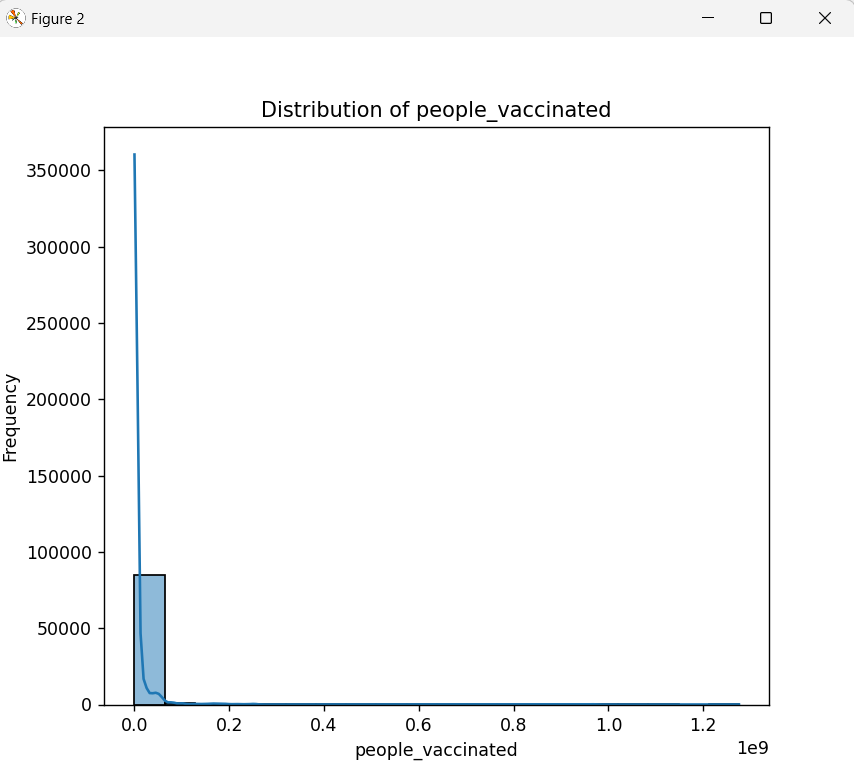 Figure 2
Distribution of people_vaccinated
350000
300000
250000
200000
150000
100000
50000
0
Frequency
0.0 0.2 0.4 0.6 0.8 1.0 1.2
1e9
people_vaccinated